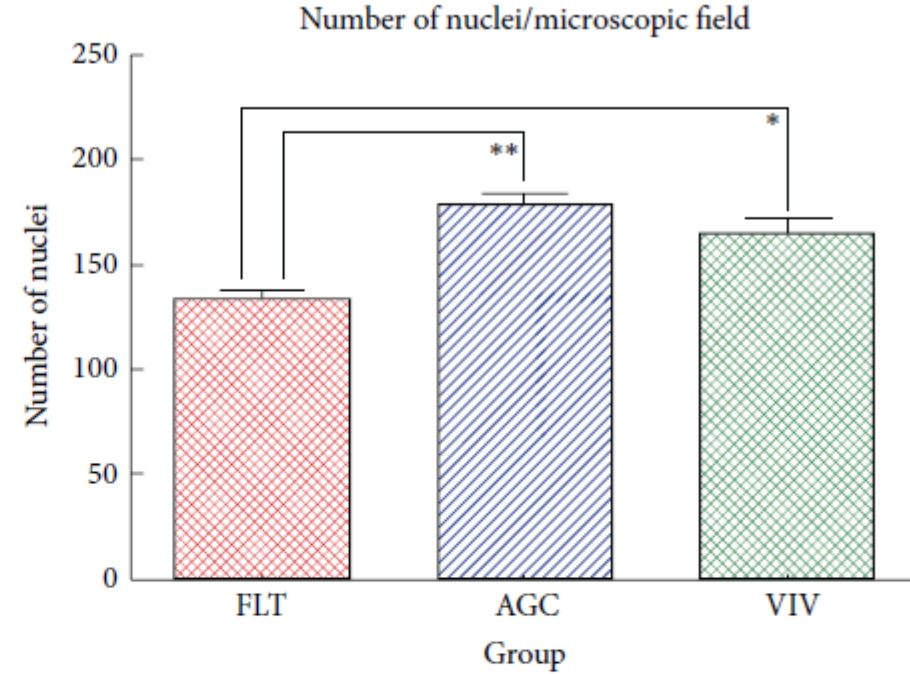 Number of nuclei/microscopic field
250
200
150
100
50
0
Number of nuclei
**
*
FLT AGC VIV
Group